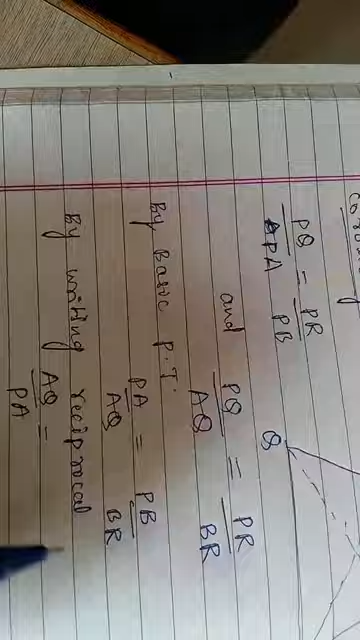 PQ/PA = PR/PB
and PQ/AQ = PR/BR
Q
By Basic P.T.
PA/AQ = PB/BR
By writing reciprocal
AQ/PA =